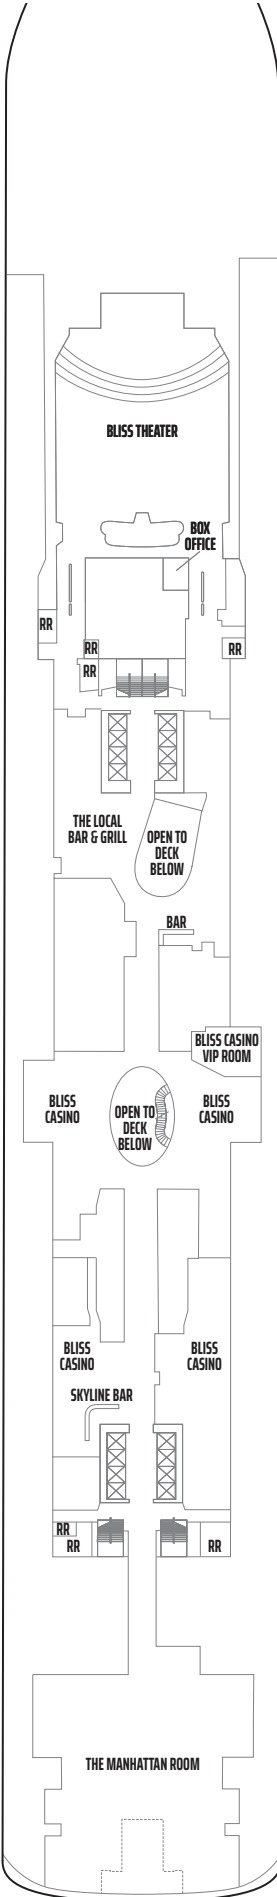 BLISS THEATER
BOX
OFFICE
RR
RR
RR
RR
THE LOCAL
BAR & GRILL
OPEN TO
DECK
BELOW
BAR
BLISS CASINO
VIP ROOM
BLISS
CASINO
OPEN TO
DECK
BELOW
BLISS
CASINO
BLISS
CASINO
BLISS
CASINO
SKYLINE BAR
RR
RR
RR
THE MANHATTAN ROOM